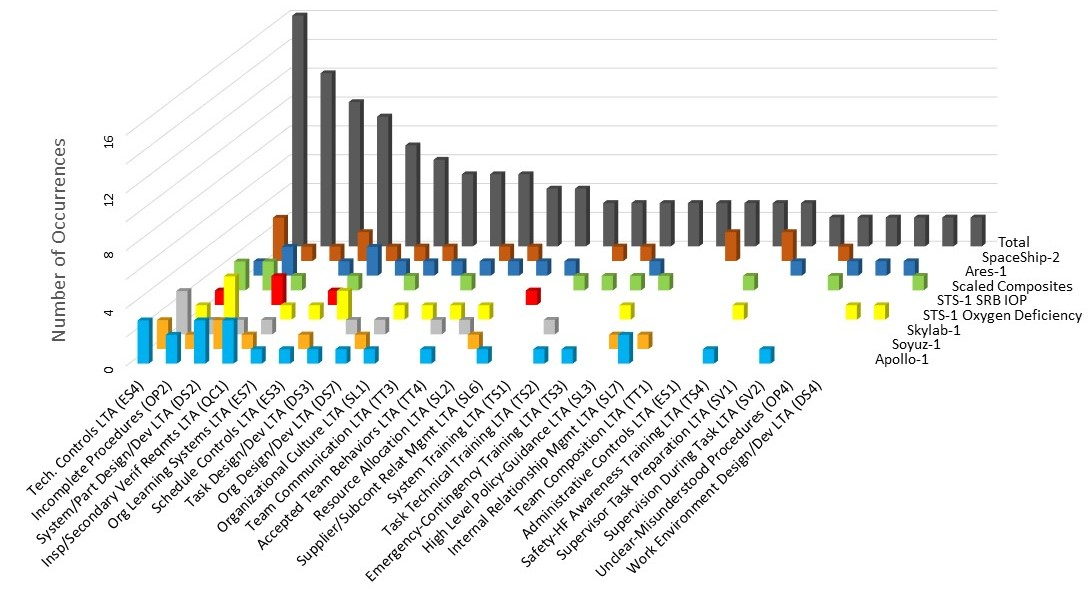 Number of Occurrences
16
12
8
4
0
Total
SpaceShip-2
Ares-1
Scaled Composites
STS-1 SRB IOP
STS-1 Oxygen Deficiency
Skylab-1
Soyuz-1
Apollo-1
Tech. Controls LTA (ES4)
Incomplete Procedures (OP2)
System/Part Design/Dev LTA (DS2)
Insp/Secondary Verif Reqmts LTA (QC1)
Org Learning Systems LTA (ES7)
Schedule Controls LTA (ES3)
Task Design/Dev LTA (DS3)
Org Design/Dev LTA (DS7)
Organizational Culture LTA (SL1)
Team Communication LTA (TT3)
Accepted Team Behaviors LTA (TT4)
Resource Allocation LTA (SL2)
Supplier/Subcont Relat Mgmt LTA (SL6)
System Training LTA (TS1)
Task Technical Training LTA (TS2)
Emergency-Contingency Training LTA (TS3)
High Level Policy-Guidance LTA (SL3)
Internal Relationship Mgmt LTA (SL7)
Team Composition LTA (TT1)
Administrative Controls LTA (ES1)
Safety-HF Awareness Training LTA (TS4)
Supervisor Task Preparation LTA (SV1)
Supervision During Task LTA (SV2)
Unclear-Misunderstood Procedures (OP4)
Work Environment Design/Dev LTA (DS4)